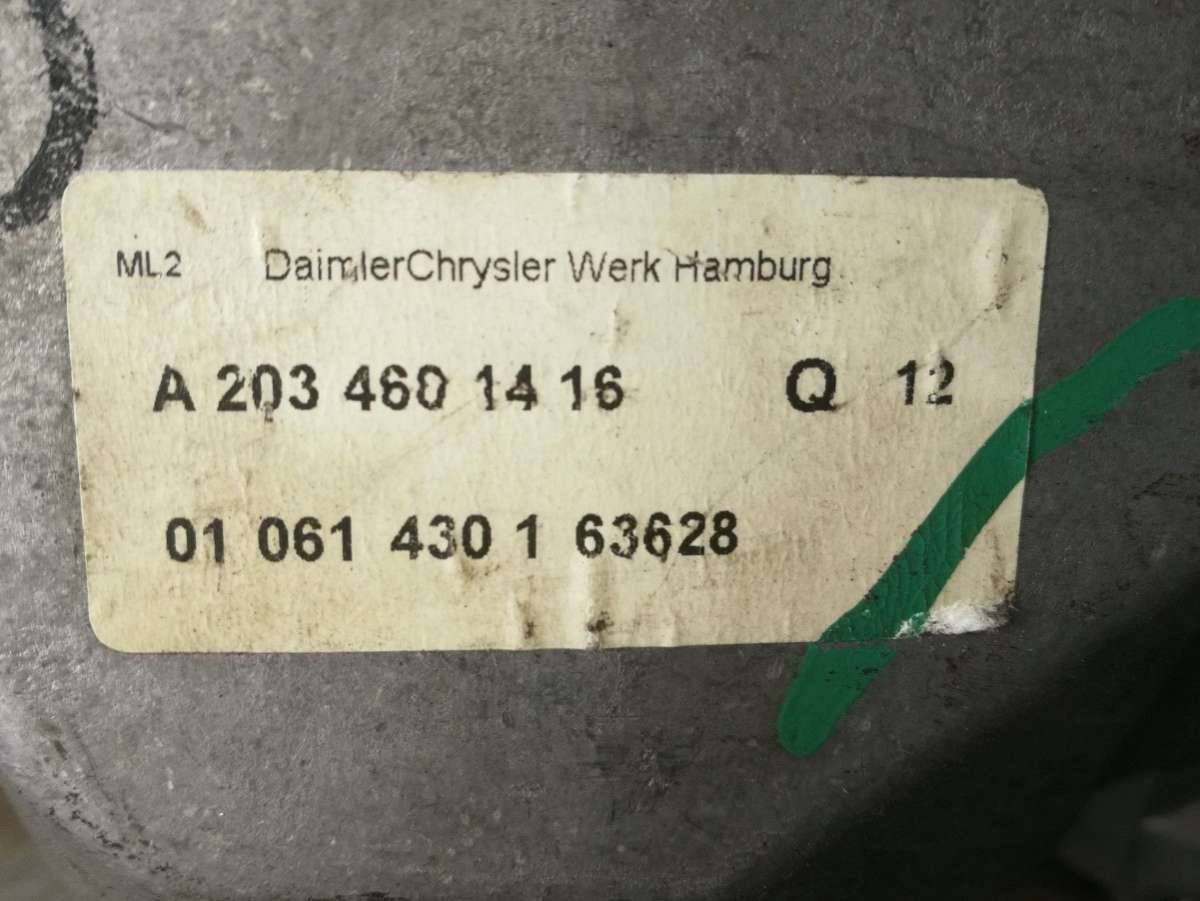 ML2 DaimlerChrysler Werk Hamburg
A 203 460 14 16 Q 12
01 061 430 1 63628